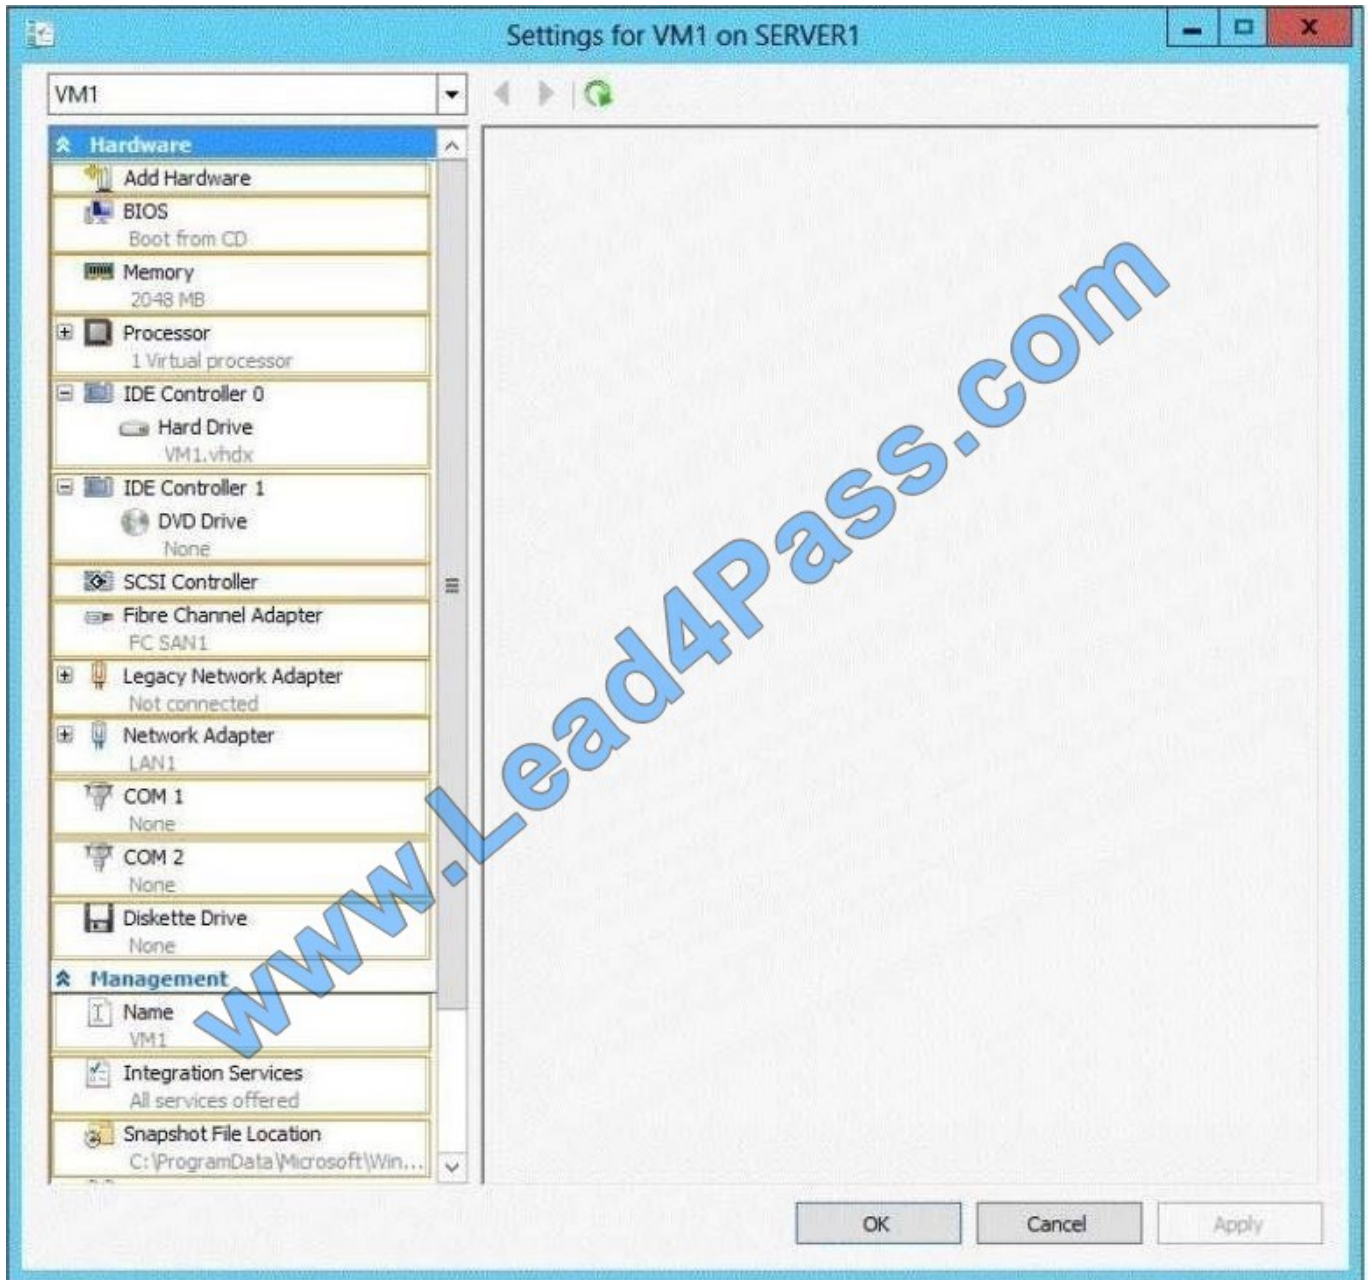 Settings for VM1 on SERVER1
VM1
Hardware
Add Hardware
BIOS
Boot from CD
Memory
2048 MB
Processor
1 Virtual processor
IDE Controller 0
Hard Drive
VM1.vhdx
IDE Controller 1
DVD Drive
None
SCSI Controller
Fibre Channel Adapter
FC SAN1
Legacy Network Adapter
Not connected
Network Adapter
LAN1
COM 1
None
COM 2
None
Diskette Drive
None
Management
Name
VM1
Integration Services
All services offered
Snapshot File Location
C:\ProgramData\Microsoft\Win...
www.Lead4Pass.com
OK
Cancel
Apply